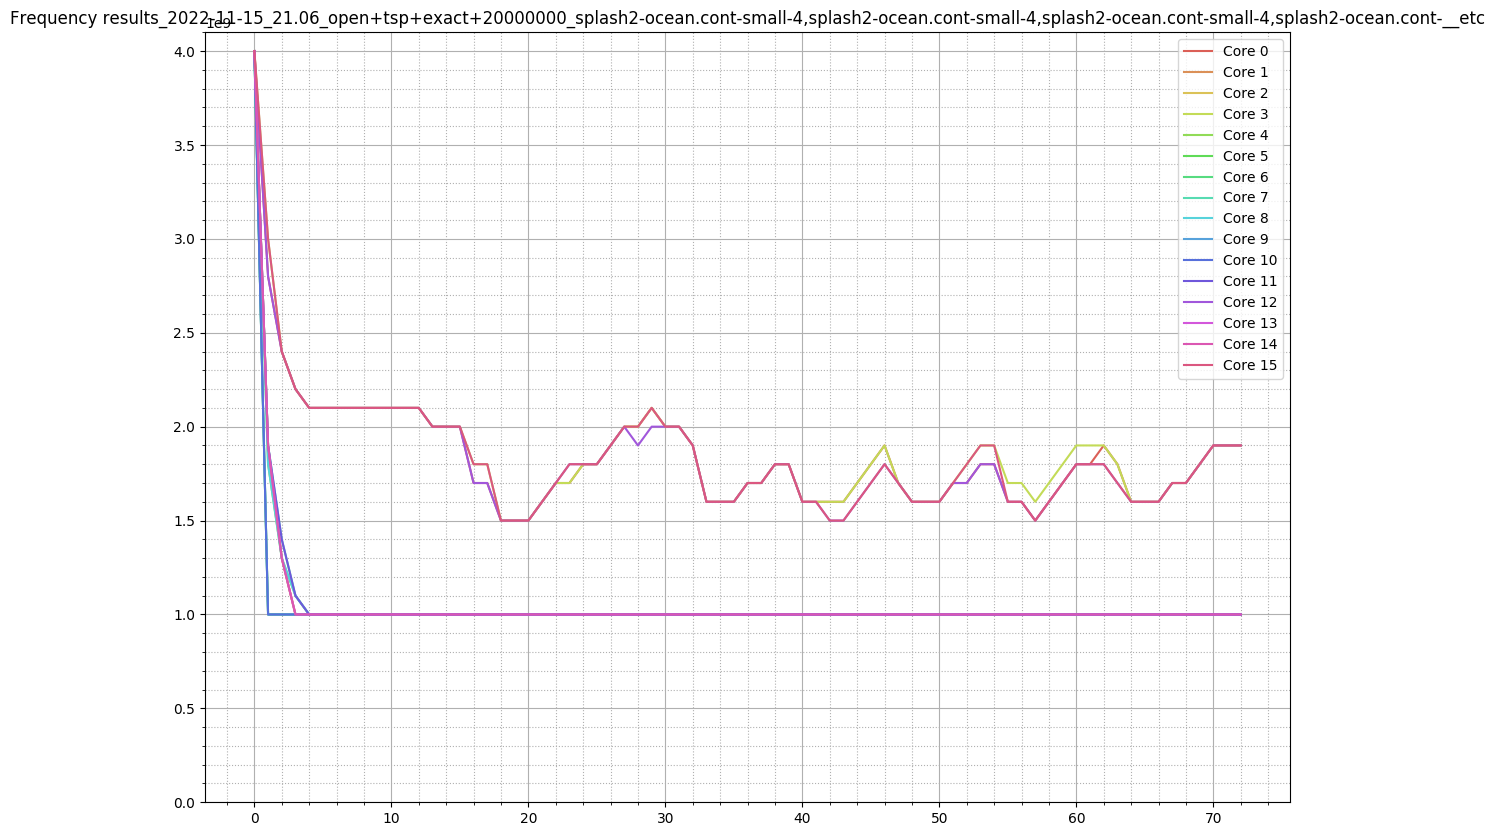 Frequency results_2022-11-15_21.06_open+tsp+exact+20000000_splash2-ocean.cont-small-4,splash2-ocean.cont-small-4,splash2-ocean.cont-small-4,splash2-ocean.cont-__etc
1e9
4.0
3.5
3.0
2.5
2.0
1.5
1.0
0.5
0.0
0 10 20 30 40 50 60 70
Core 0
Core 1
Core 2
Core 3
Core 4
Core 5
Core 6
Core 7
Core 8
Core 9
Core 10
Core 11
Core 12
Core 13
Core 14
Core 15